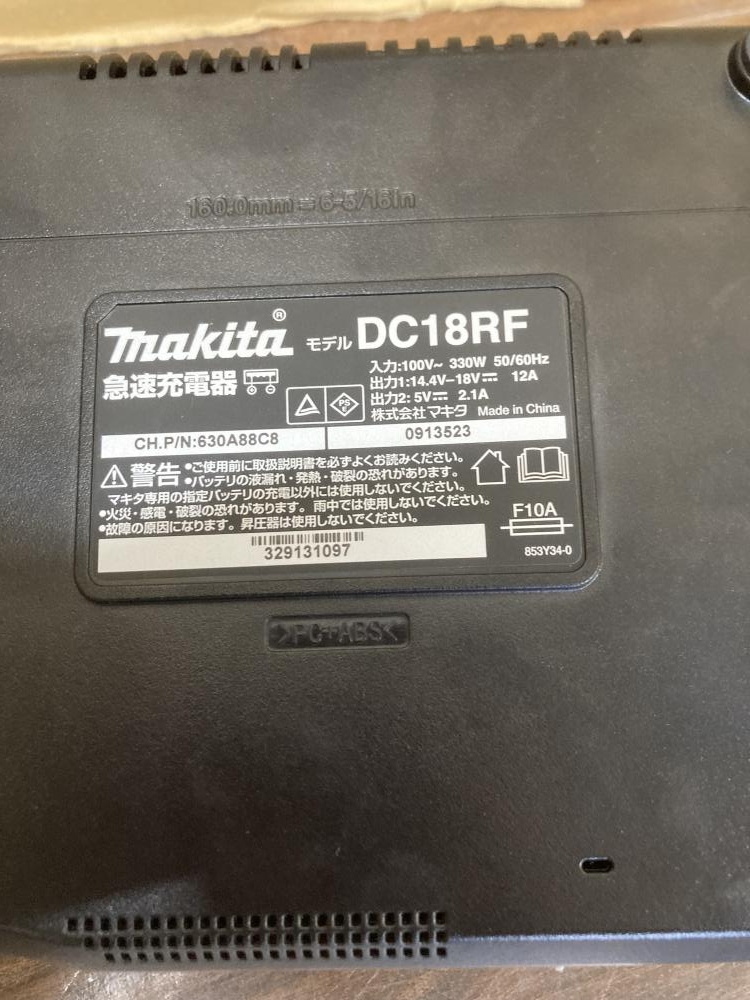 160.0mm=6-5/16in
makita® モデル DC18RF
急速充電器
入力:100V~ 330W 50/60Hz
出力1:14.4V-18V⎓ 12A
出力2: 5V⎓ 2.1A
PS E
株式会社マキタ Made in China
CH.P/N:630A88C8 0913523
警告
•ご使用前に取扱説明書を必ずよくお読みください。
•バッテリの液漏れ・発熱・破裂の恐れがあります。
マキタ専用の指定バッテリの充電以外には使用しないでください。
•火災・感電・破裂の恐れがあります。雨中では使用しないでください。
•故障の原因になります。昇圧器は使用しないでください。
F10A
329131097
853Y34-0
>PC+ABS<